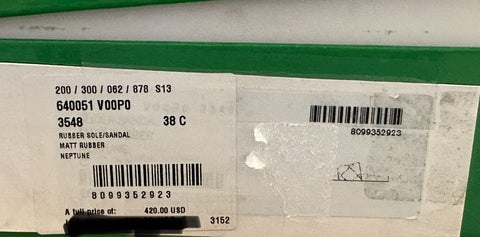 200 / 300 / 062 / 878 S13
640051 V00P0
3548 38 C
RUBBER SOLE/SANDAL
MATT RUBBER
NEPTUNE
8099352923
A full price of: 420.00 USD
3152
8099352923